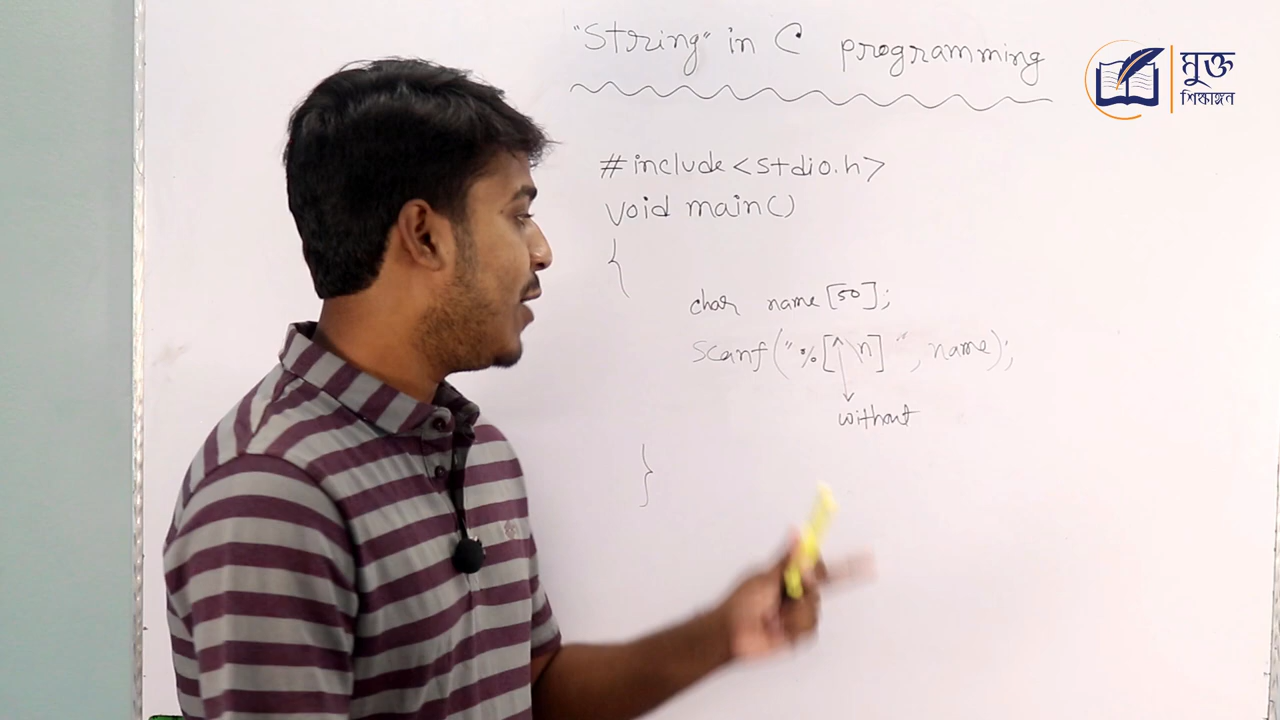 "String" in C programming
মুক্ত
শিক্ষাঙ্গন
#include<stdio.h>
void main()
{
char name[50];
scanf("%[^\n]", name);
without
}